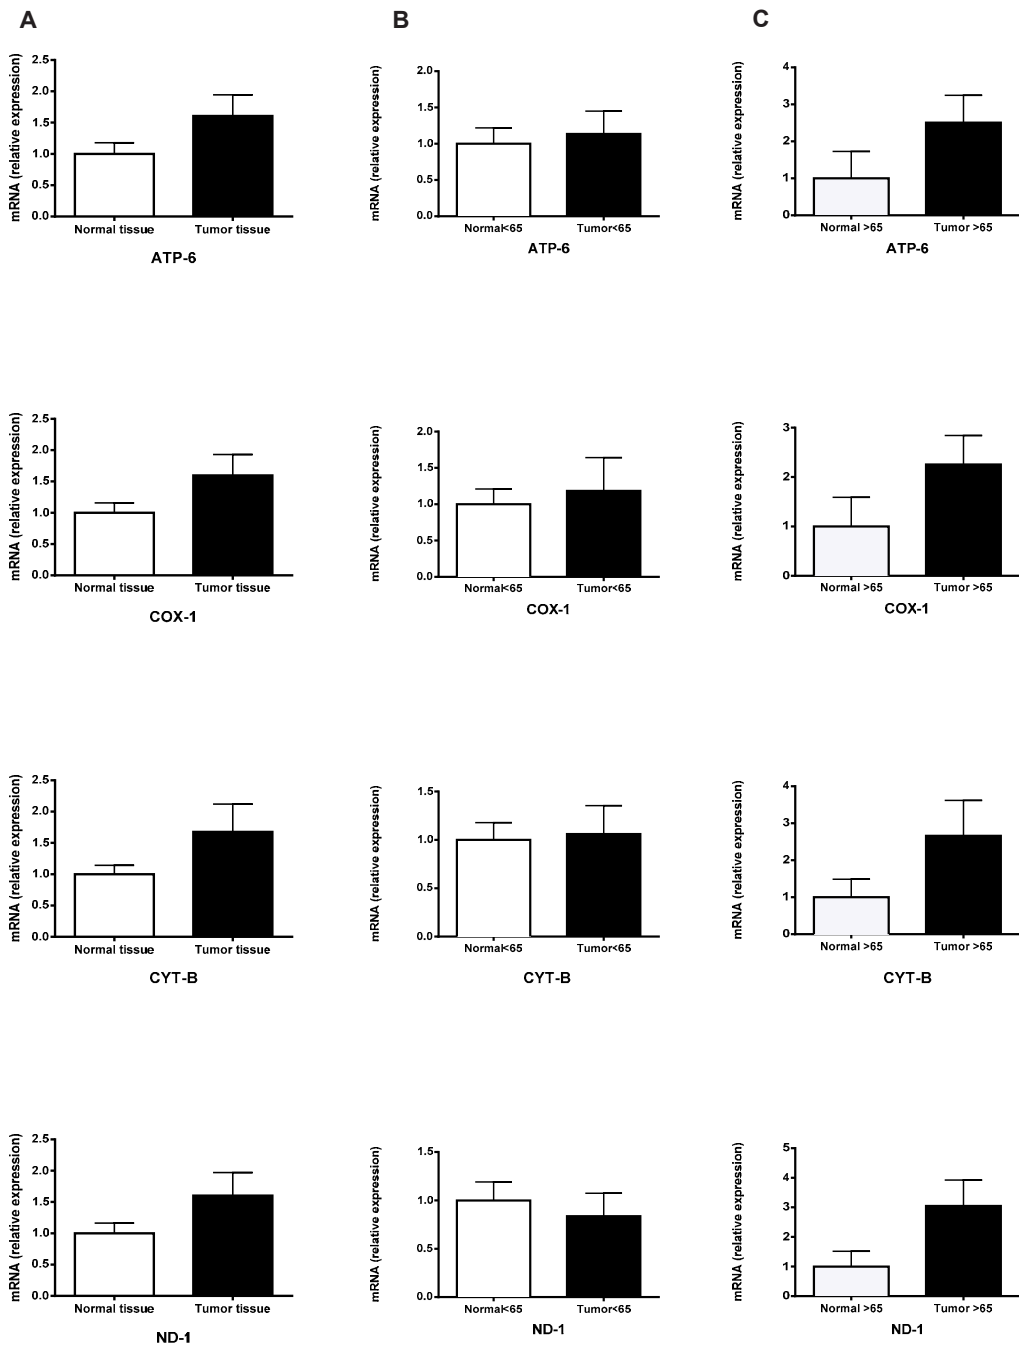 A
B
C
mRNA (relative expression)
2.5
2.0
1.5
1.0
0.5
0.0
Normal tissue
Tumor tissue
ATP-6
mRNA (relative expression)
2.0
1.5
1.0
0.5
0.0
Normal<65
Tumor<65
ATP-6
mRNA (relative expression)
4
3
2
1
0
Normal >65
Tumor >65
ATP-6
mRNA (relative expression)
2.5
2.0
1.5
1.0
0.5
0.0
Normal tissue
Tumor tissue
COX-1
mRNA (relative expression)
2.0
1.5
1.0
0.5
0.0
Normal<65
Tumor<65
COX-1
mRNA (relative expression)
3
2
1
0
Normal >65
Tumor >65
COX-1
mRNA (relative expression)
2.5
2.0
1.5
1.0
0.5
0.0
Normal tissue
Tumor tissue
CYT-B
mRNA (relative expression)
1.5
1.0
0.5
0.0
Normal<65
Tumor<65
CYT-B
mRNA (relative expression)
4
3
2
1
0
Normal >65
Tumor >65
CYT-B
mRNA (relative expression)
2.5
2.0
1.5
1.0
0.5
0.0
Normal tissue
Tumor tissue
ND-1
mRNA (relative expression)
1.5
1.0
0.5
0.0
Normal<65
Tumor<65
ND-1
mRNA (relative expression)
5
4
3
2
1
0
Normal >65
Tumor >65
ND-1